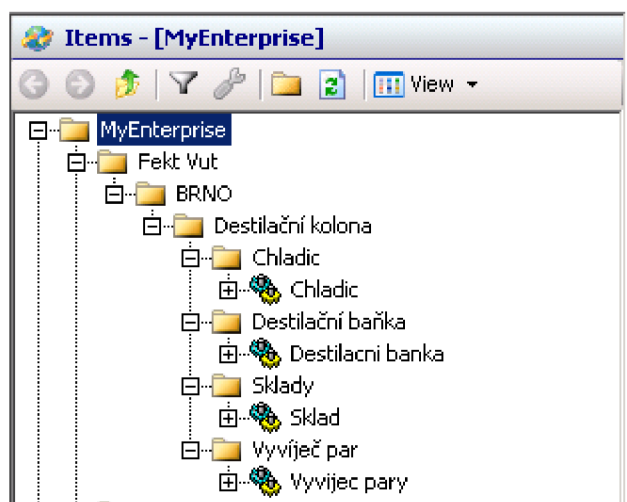 Items - [MyEnterprise]
View
MyEnterprise
Fekt Vut
BRNO
Destilační kolona
Chladic
Chladic
Destilační baňka
Destilacni banka
Sklady
Sklad
Vyvíječ par
Vyvijec pary